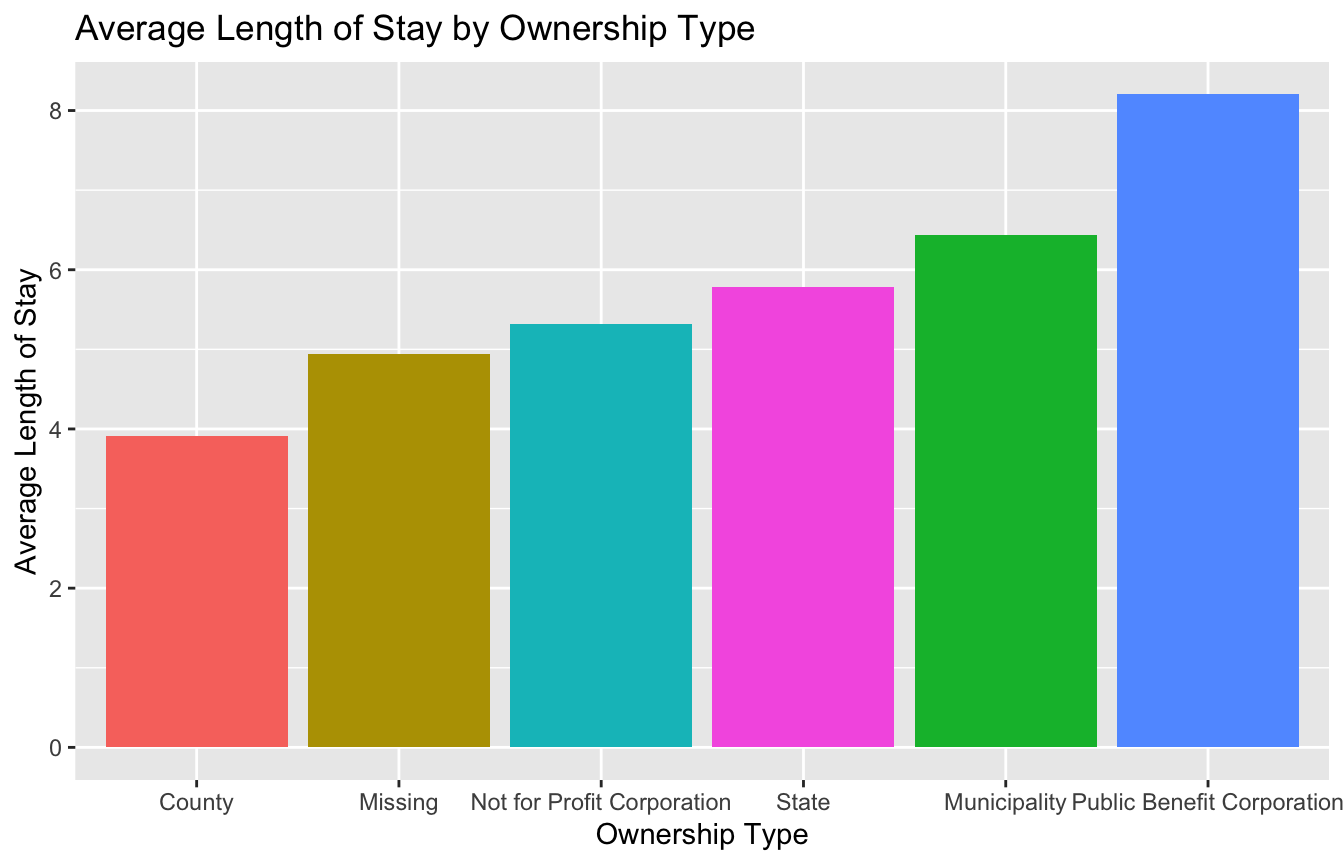 Average Length of Stay by Ownership Type
Average Length of Stay
8
6
4
2
0
County Missing Not for Profit Corporation State Municipality Public Benefit Corporation
Ownership Type